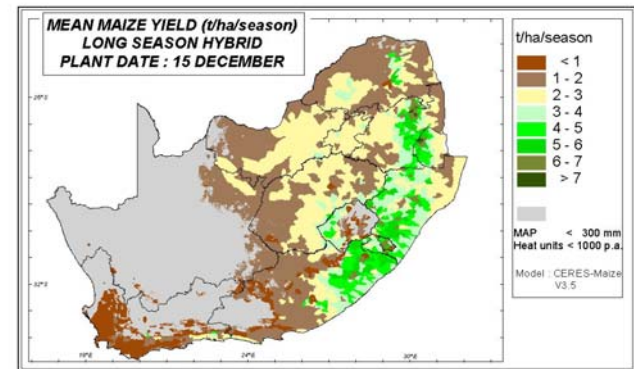 MEAN MAIZE YIELD (t/ha/season)
LONG SEASON HYBRID
PLANT DATE : 15 DECEMBER
t/ha/season
< 1
1 - 2
2 - 3
3 - 4
4 - 5
5 - 6
6 - 7
> 7
MAP < 300 mm
Heat units < 1000 p.a.
Model : CERES-Maize
V3.5
24°E
30°E